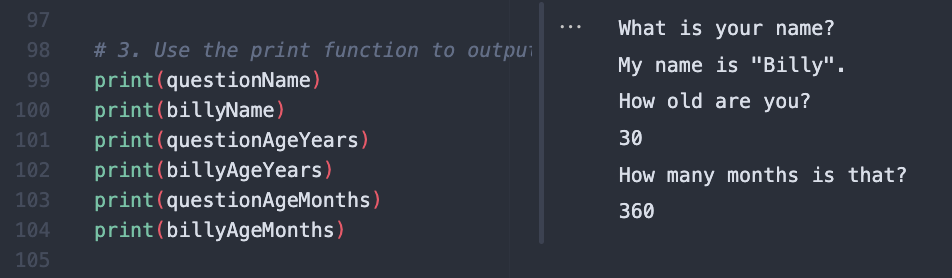 97
98 # 3. Use the print function to output
99 print(questionName)
100 print(billyName)
101 print(questionAgeYears)
102 print(billyAgeYears)
103 print(questionAgeMonths)
104 print(billyAgeMonths)
105
...
What is your name?
My name is "Billy".
How old are you?
30
How many months is that?
360